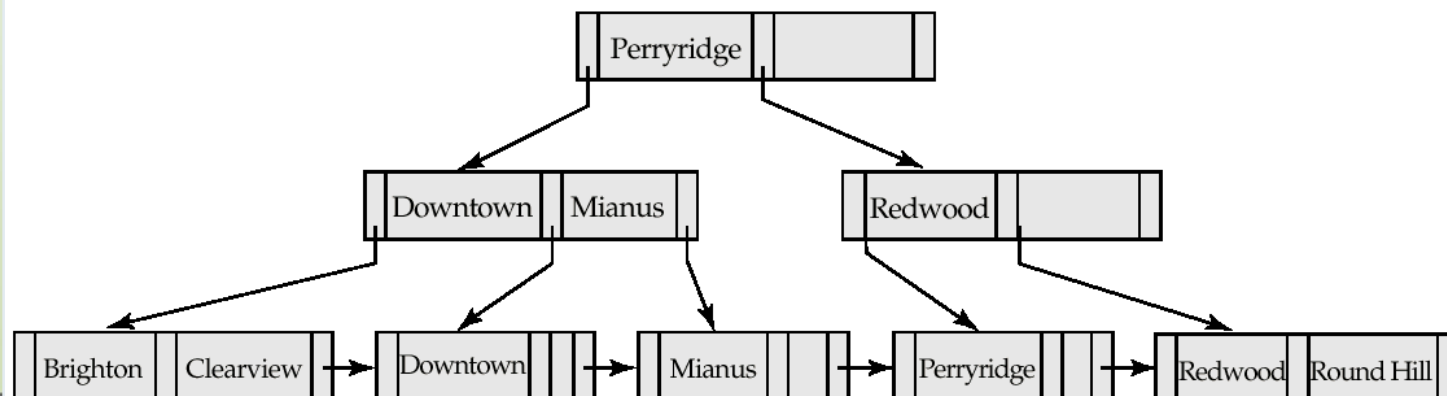 Perryridge
Downtown Mianus Redwood
Brighton Clearview Downtown Mianus Perryridge Redwood Round Hill